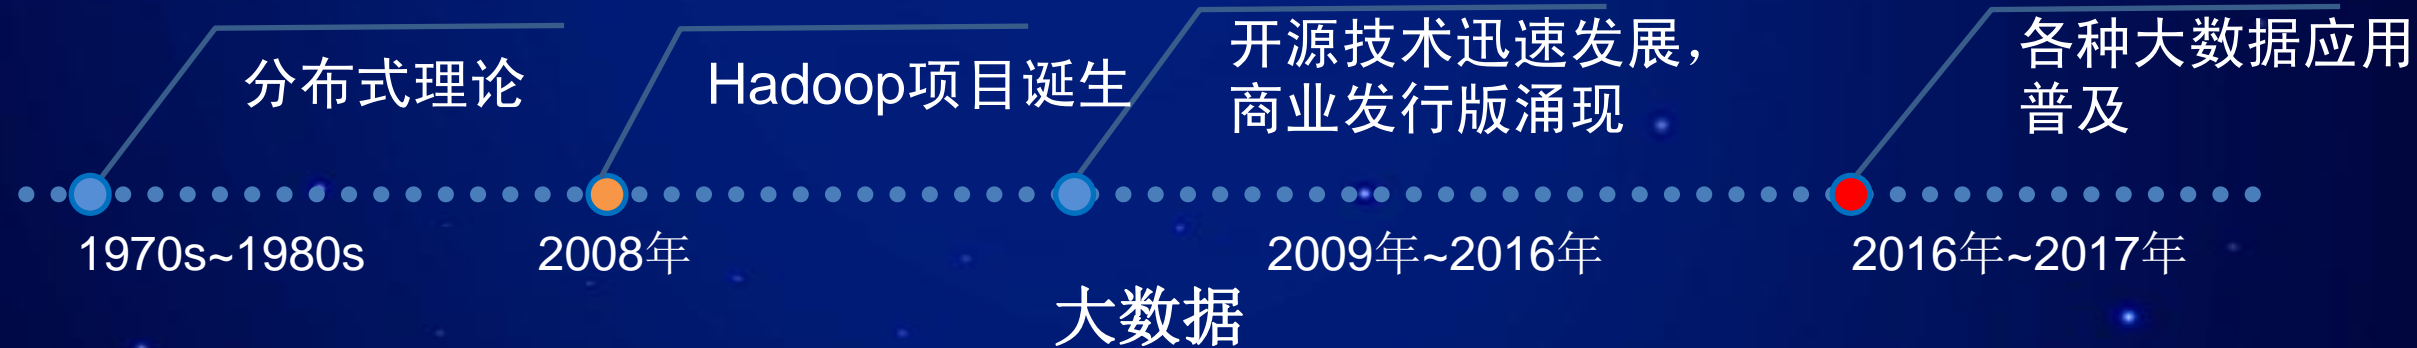 分布式理论
Hadoop项目诞生
开源技术迅速发展，
商业发行版涌现
各种大数据应用
普及
1970s~1980s
2008年
2009年~2016年
2016年~2017年
大数据